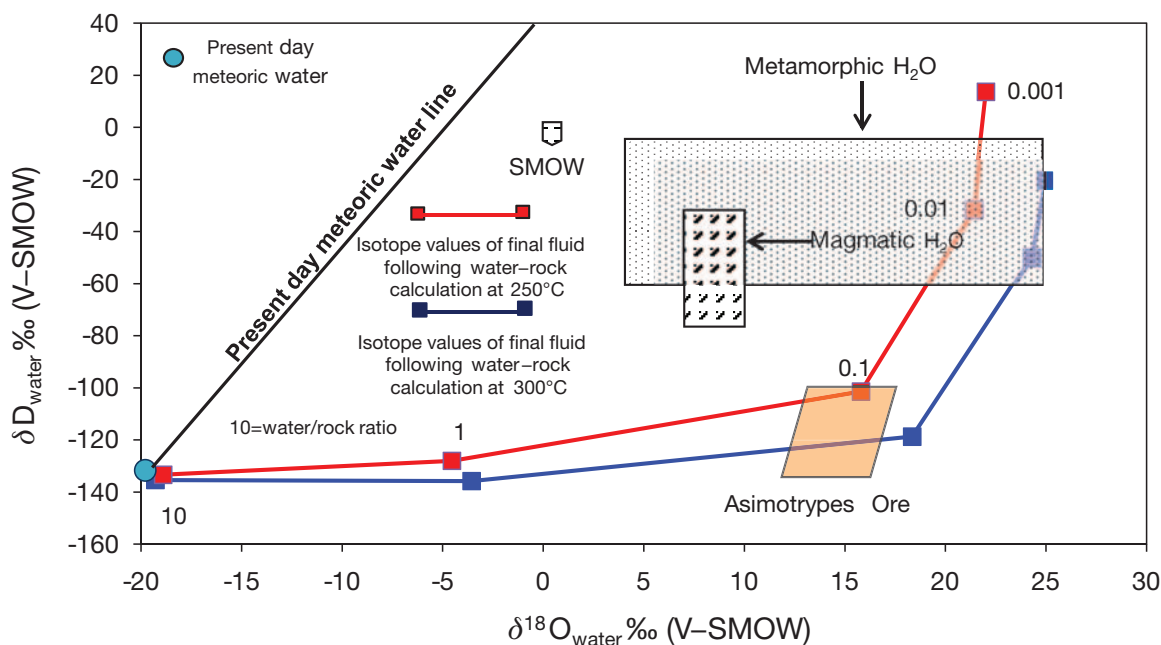 40
20
0
-20
-40
-60
-80
-100
-120
-140
-160
δD_water ‰ (V–SMOW)
Present day
meteoric water
Present day meteoric water line
SMOW
Isotope values of final fluid
following water–rock
calculation at 250°C
Isotope values of final fluid
following water–rock
calculation at 300°C
10=water/rock ratio
Metamorphic H₂O
0.001
0.01
Magmatic H₂O
0.1
1
10
Asimotrypes Ore
-20
-15
-10
-5
0
5
10
15
20
25
30
δ¹⁸O_water ‰ (V–SMOW)